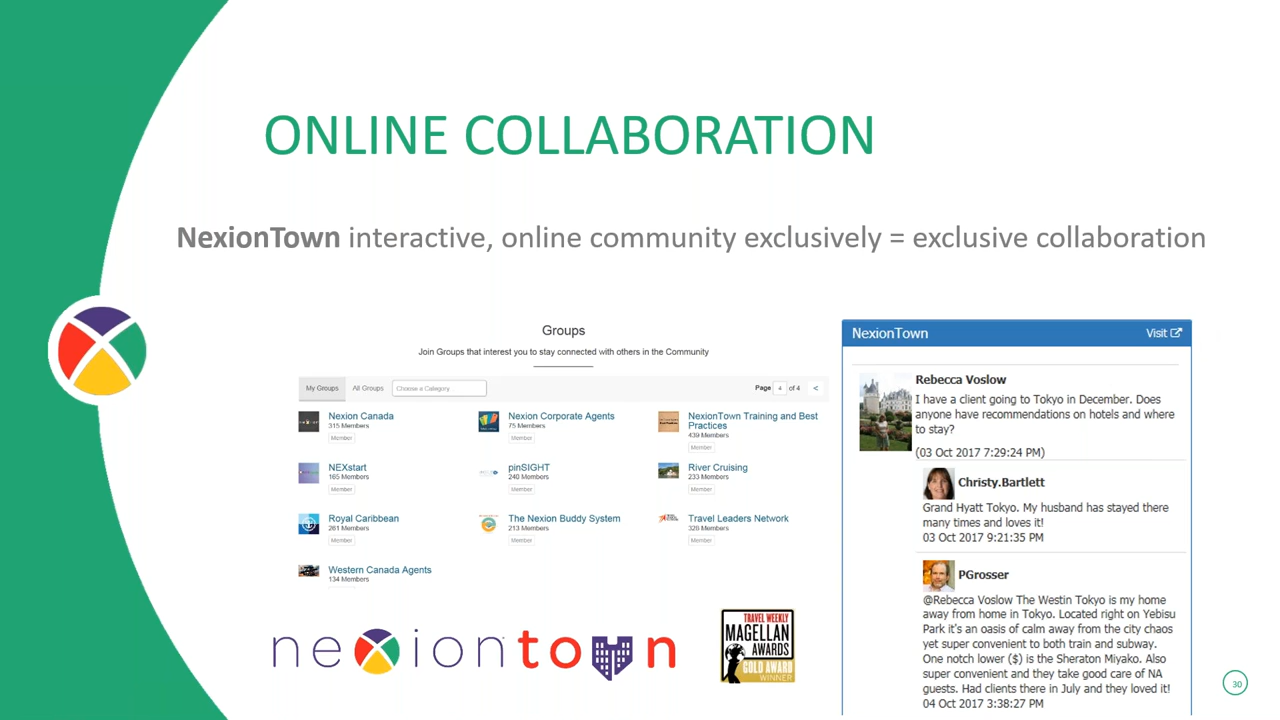 ONLINE COLLABORATION
NexionTown interactive, online community exclusively = exclusive collaboration
Groups
Join Groups that interest you to stay connected with others in the Community
My Groups All Groups Choose a Category Page 4 of 4 <
Nexion Canada
315 Members
Member
Nexion Corporate Agents
75 Members
Member
NexionTown Training and Best
Practices
439 Members
Member
NEXstart
165 Members
Member
pinSIGHT
240 Members
Member
River Cruising
233 Members
Member
Royal Caribbean
261 Members
Member
The Nexion Buddy System
213 Members
Member
Travel Leaders Network
328 Members
Member
Western Canada Agents
134 Members
nexiontown
TRAVEL WEEKLY
MAGELLAN
AWARDS
GOLD AWARD
WINNER
NexionTown Visit
Rebecca Voslow
I have a client going to Tokyo in December. Does
anyone have recommendations on hotels and where
to stay?
(03 Oct 2017 7:29:24 PM)
Christy.Bartlett
Grand Hyatt Tokyo. My husband has stayed there
many times and loves it!
03 Oct 2017 9:21:35 PM
PGrosser
@Rebecca Voslow The Westin Tokyo is my home
away from home in Tokyo. Located right on Yebisu
Park it's an oasis of calm away from the city chaos
yet super convenient to both train and subway.
One notch lower ($) is the Sheraton Miyako. Also
super convenient and they take good care of NA
guests. Had clients there in July and they loved it!
04 Oct 2017 3:38:27 PM
30